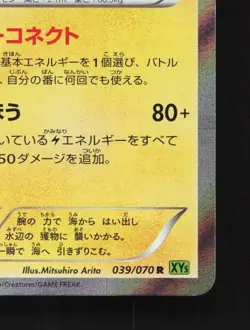 ーコネクト
基本エネルギーを1個選び、バトル
、自分の番に何回でも使える。
ほう 80+
いている エネルギーをすべて
50ダメージを追加。
腕の 力で 海から はい出し
水辺の 獲物に 襲いかかる。
一瞬で 海へ 引きずりこむ。
Illus.Mitsuhiro Arita 039/070 R XY5
/Creatures/GAME FREAK.